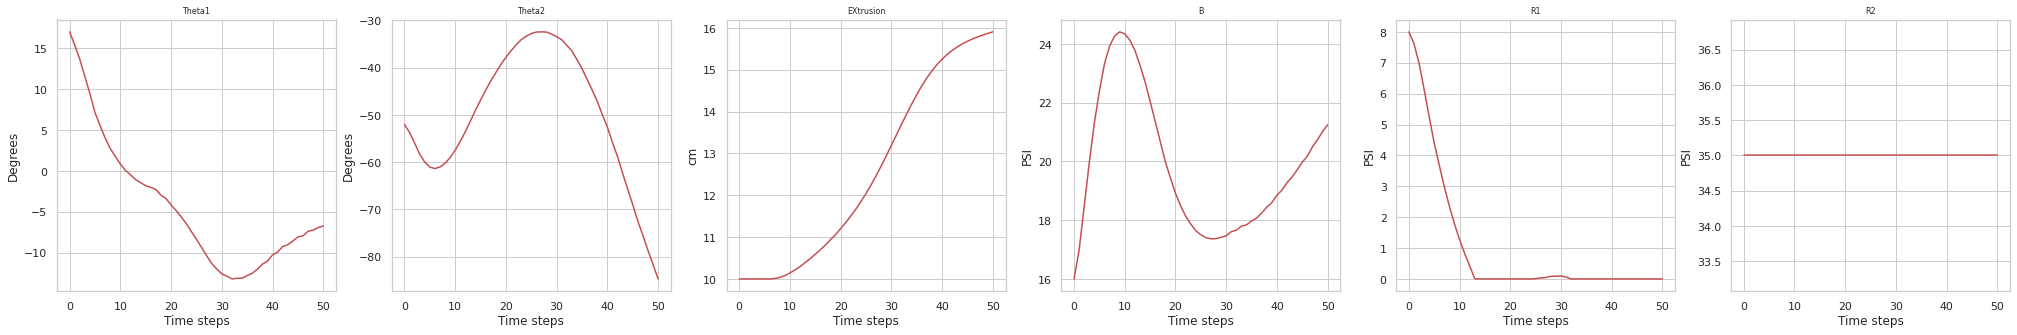 Theta1
Degrees
15
10
5
0
−5
−10
0 10 20 30 40 50
Time steps
Theta2
Degrees
−30
−40
−50
−60
−70
−80
0 10 20 30 40 50
Time steps
EXtrusion
cm
16
15
14
13
12
11
10
0 10 20 30 40 50
Time steps
B
PSI
24
22
20
18
16
0 10 20 30 40 50
Time steps
R1
PSI
8
7
6
5
4
3
2
1
0
0 10 20 30 40 50
Time steps
R2
PSI
36.5
36.0
35.5
35.0
34.5
34.0
33.5
0 10 20 30 40 50
Time steps